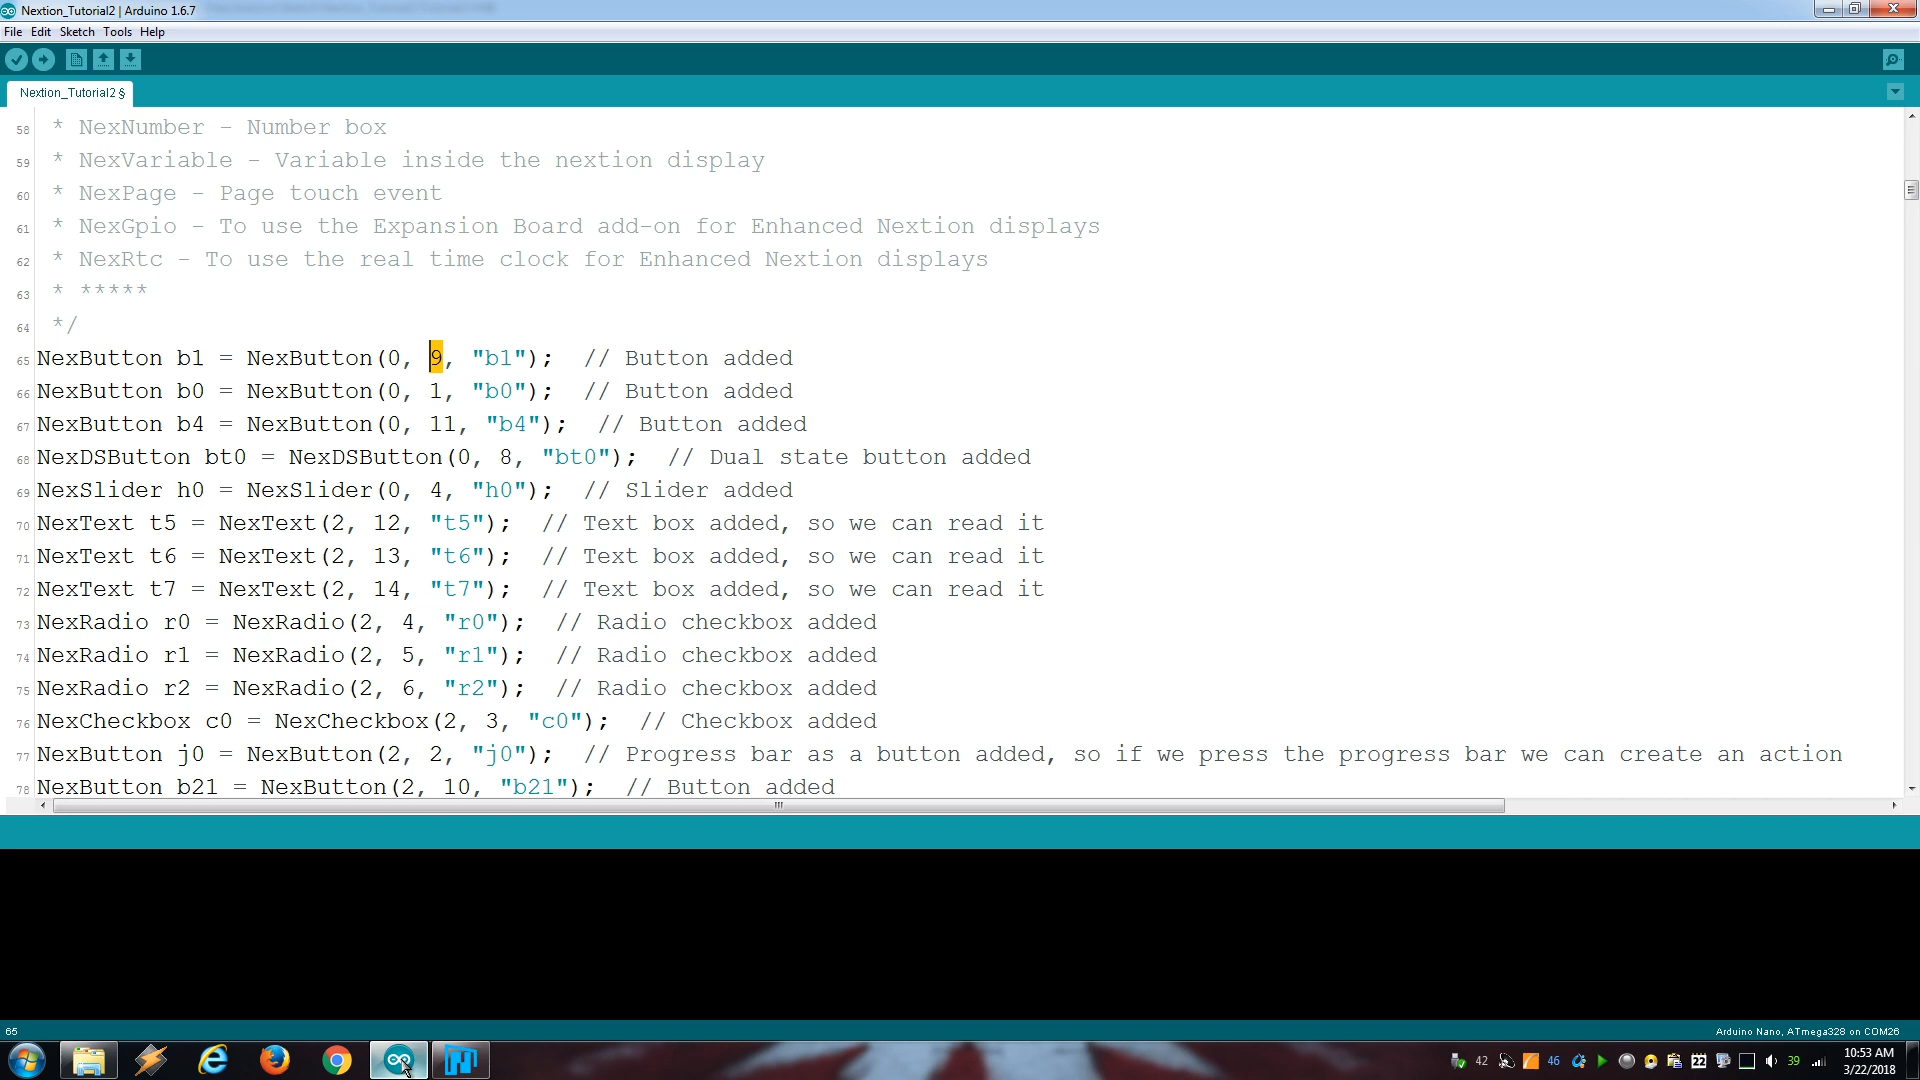 Nextion_Tutorial2 | Arduino 1.6.7
File Edit Sketch Tools Help
Nextion_Tutorial2 §
58 * NexNumber - Number box
59 * NexVariable - Variable inside the nextion display
60 * NexPage - Page touch event
61 * NexGpio - To use the Expansion Board add-on for Enhanced Nextion displays
62 * NexRtc - To use the real time clock for Enhanced Nextion displays
63 * *****
64 */
65 NexButton b1 = NexButton(0, 9, "b1");  // Button added
66 NexButton b0 = NexButton(0, 1, "b0");  // Button added
67 NexButton b4 = NexButton(0, 11, "b4");  // Button added
68 NexDSButton bt0 = NexDSButton(0, 8, "bt0");  // Dual state button added
69 NexSlider h0 = NexSlider(0, 4, "h0");  // Slider added
70 NexText t5 = NexText(2, 12, "t5");  // Text box added, so we can read it
71 NexText t6 = NexText(2, 13, "t6");  // Text box added, so we can read it
72 NexText t7 = NexText(2, 14, "t7");  // Text box added, so we can read it
73 NexRadio r0 = NexRadio(2, 4, "r0");  // Radio checkbox added
74 NexRadio r1 = NexRadio(2, 5, "r1");  // Radio checkbox added
75 NexRadio r2 = NexRadio(2, 6, "r2");  // Radio checkbox added
76 NexCheckbox c0 = NexCheckbox(2, 3, "c0");  // Checkbox added
77 NexButton j0 = NexButton(2, 2, "j0");  // Progress bar as a button added, so if we press the progress bar we can create an action
78 NexButton b21 = NexButton(2, 10, "b21");  // Button added
65
Arduino Nano, ATmega328 on COM26
42 46 22 39 10:53 AM
3/22/2018